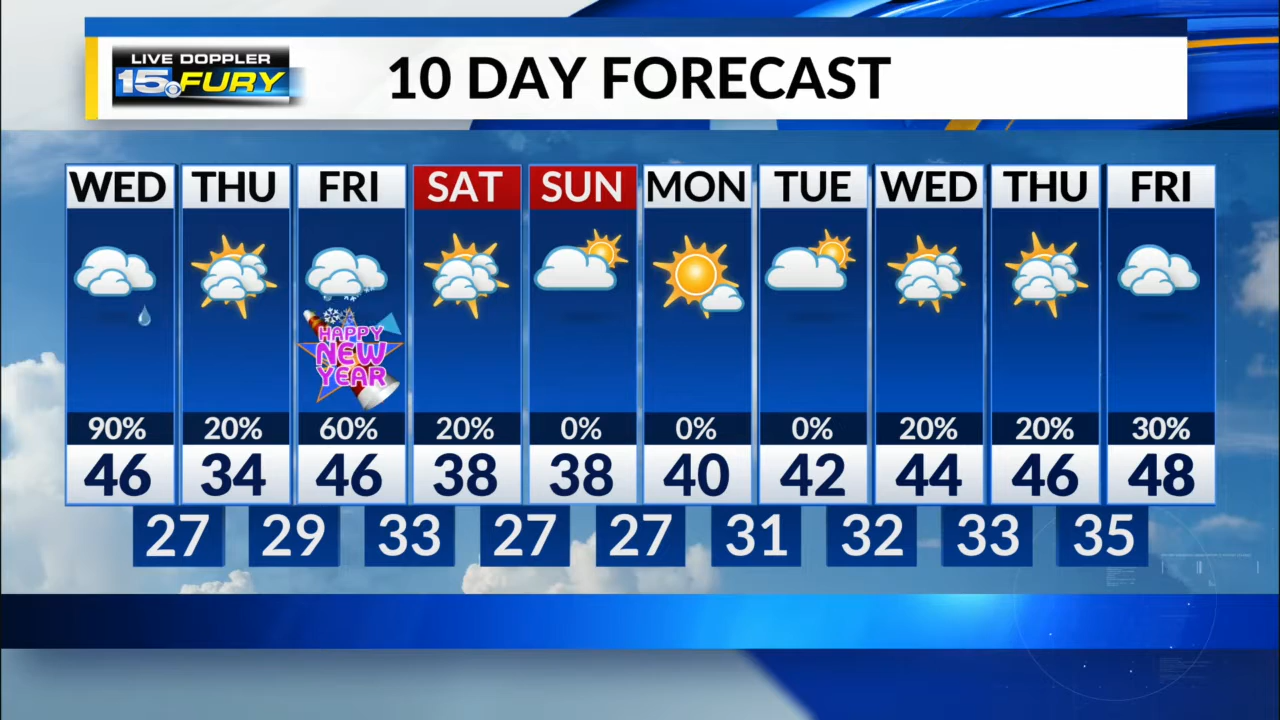 LIVE DOPPLER
15 FURY
10 DAY FORECAST
WED THU FRI SAT SUN MON TUE WED THU FRI
HAPPY
NEW
YEAR
90% 20% 60% 20% 0% 0% 0% 20% 20% 30%
46 34 46 38 38 40 42 44 46 48
27 29 33 27 27 31 32 33 35